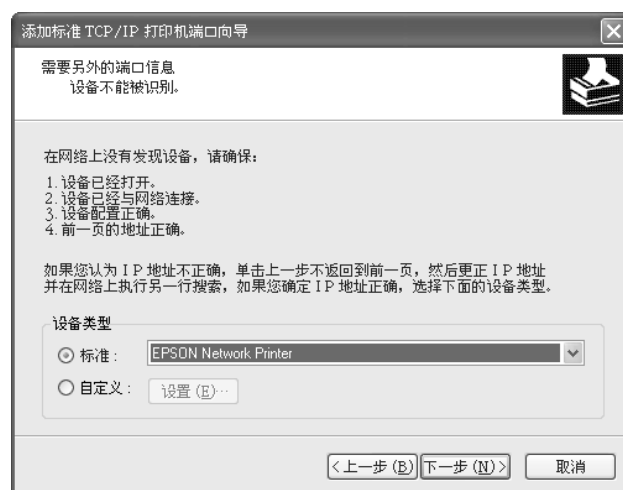 添加标准 TCP/IP 打印机端口向导
需要另外的端口信息
设备不能被识别。
在网络上没有发现设备，请确保：
1. 设备已经打开。
2. 设备已经与网络连接。
3. 设备配置正确。
4. 前一页的地址正确。
如果您认为 IP 地址不正确，单击上一步不返回到前一页，然后更正 IP 地址
并在网络上执行另一行搜索，如果您确定 IP 地址正确，选择下面的设备类型。
设备类型
标准： EPSON Network Printer
自定义： 设置 (E)…
<上一步 (B) 下一步 (N)> 取消